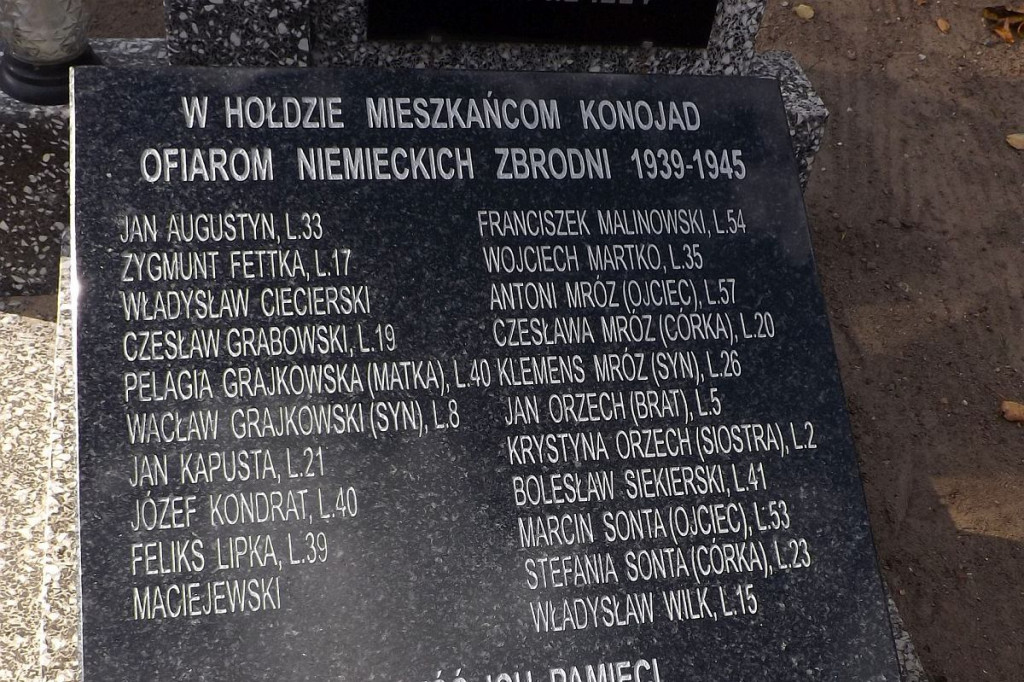 W HOŁDZIE MIESZKAŃCOM KONOJAD
OFIAROM NIEMIECKICH ZBRODNI 1939-1945
JAN AUGUSTYN, L.33
ZYGMUNT FETTKA, L.17
WŁADYSŁAW CIECIERSKI
CZESŁAW GRABOWSKI, L.19
PELAGIA GRAJKOWSKA (MATKA), L.40
WACŁAW GRAJKOWSKI (SYN), L.8
JAN KAPUSTA, L.21
JÓZEF KONDRAT, L.40
FELIKS LIPKA, L.39
MACIEJEWSKI
FRANCISZEK MALINOWSKI, L.54
WOJCIECH MARTKO, L.35
ANTONI MRÓZ (OJCIEC), L.57
CZESŁAWA MRÓZ (CÓRKA), L.20
KLEMENS MRÓZ (SYN), L.26
JAN ORZECH (BRAT), L.5
KRYSTYNA ORZECH (SIOSTRA), L.2
BOLESŁAW SIEKIERSKI, L.41
MARCIN SONTA (OJCIEC), L.53
STEFANIA SONTA (CÓRKA), L.23
WŁADYSŁAW WILK, L.15
ICH PAMIĘCI